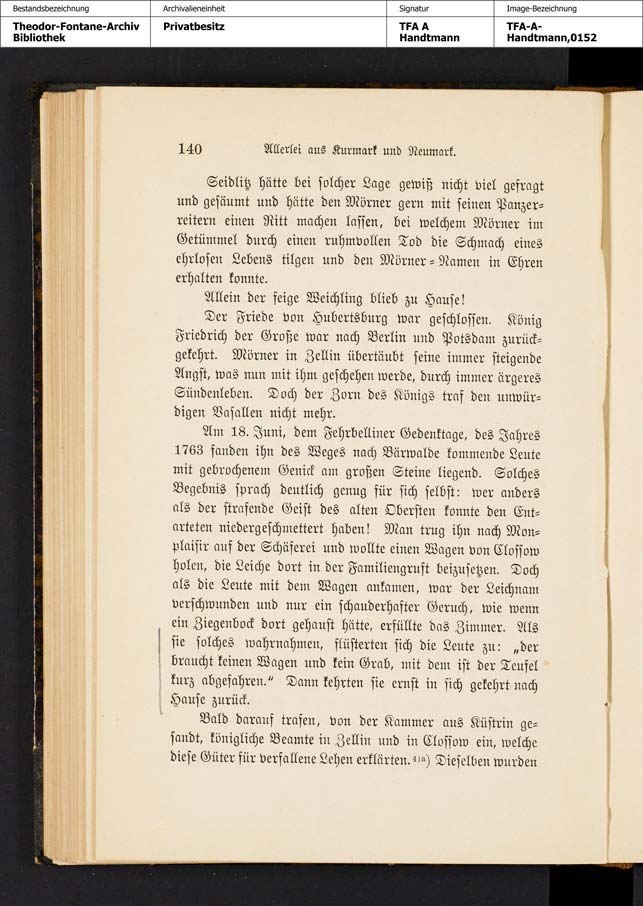 Bestandsbezeichnung Archivalieneinheit Signatur Image-Bezeichnung
Theodor-Fontane-Archiv Privatbesitz TFA A TFA-A-
Bibliothek Handtmann Handtmann,0152
140 Allerlei aus Kurmark und Neumark.
Seidlitz hätte bei solcher Lage gewiß nicht viel gefragt
und gesäumt und hätte den Mörner gern mit seinen Panzer-
reitern einen Ritt machen lassen, bei welchem Mörner im
Getümmel durch einen ruhmvollen Tod die Schmach eines
ehrlosen Lebens tilgen und den Mörner-Namen in Ehren
erhalten konnte.
Allein der feige Weichling blieb zu Hause!
Der Friede von Hubertsburg war geschlossen. König
Friedrich der Große war nach Berlin und Potsdam zurück-
gekehrt. Mörner in Zellin übertäubt seine immer steigende
Angst, was nun mit ihm geschehen werde, durch immer ärgeres
Sündenleben. Doch der Zorn des Königs traf den unwür-
digen Vasallen nicht mehr.
Am 18. Juni, dem Fehrbelliner Gedenktage, des Jahres
1763 fanden ihn des Weges nach Bärwalde kommende Leute
mit gebrochenem Genick am großen Steine liegend. Solches
Begebnis sprach deutlich genug für sich selbst: wer anders
als der strafende Geist des alten Obersten konnte den Ent-
arteten niedergeschmettert haben! Man trug ihn nach Mon-
plaisir auf der Schäferei und wollte einen Wagen von Clossow
holen, die Leiche dort in der Familiengruft beizusetzen. Doch
als die Leute mit dem Wagen ankamen, war der Leichnam
verschwunden und nur ein schauderhafter Geruch, wie wenn
ein Ziegenbock dort gehaust hätte, erfüllte das Zimmer. Als
sie solches wahrnahmen, flüsterten sich die Leute zu: „der
braucht keinen Wagen und kein Grab, mit dem ist der Teufel
kurz abgefahren.“ Dann kehrten sie ernst in sich gekehrt nach
Hause zurück.
Bald darauf trafen, von der Kammer aus Küstrin ge-
sandt, königliche Beamte in Zellin und in Clossow ein, welche
diese Güter für verfallene Lehen erklärten.⁴¹ᵃ) Dieselben wurden